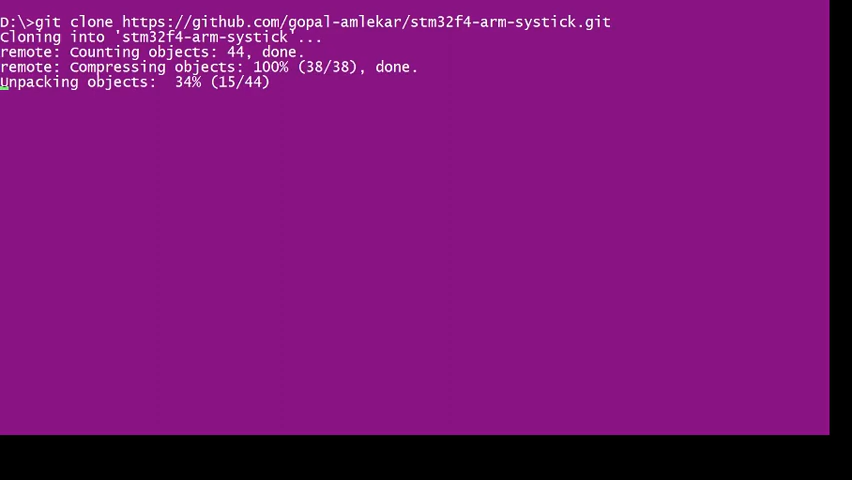 D:\>git clone https://github.com/gopal-amlekar/stm32f4-arm-systick.git
Cloning into 'stm32f4-arm-systick'...
remote: Counting objects: 44, done.
remote: Compressing objects: 100% (38/38), done.
Unpacking objects:  34% (15/44)